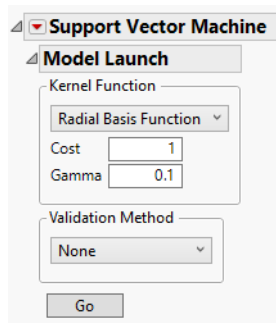 Support Vector Machine
Model Launch
Kernel Function
Radial Basis Function
Cost 1
Gamma 0.1
Validation Method
None
Go